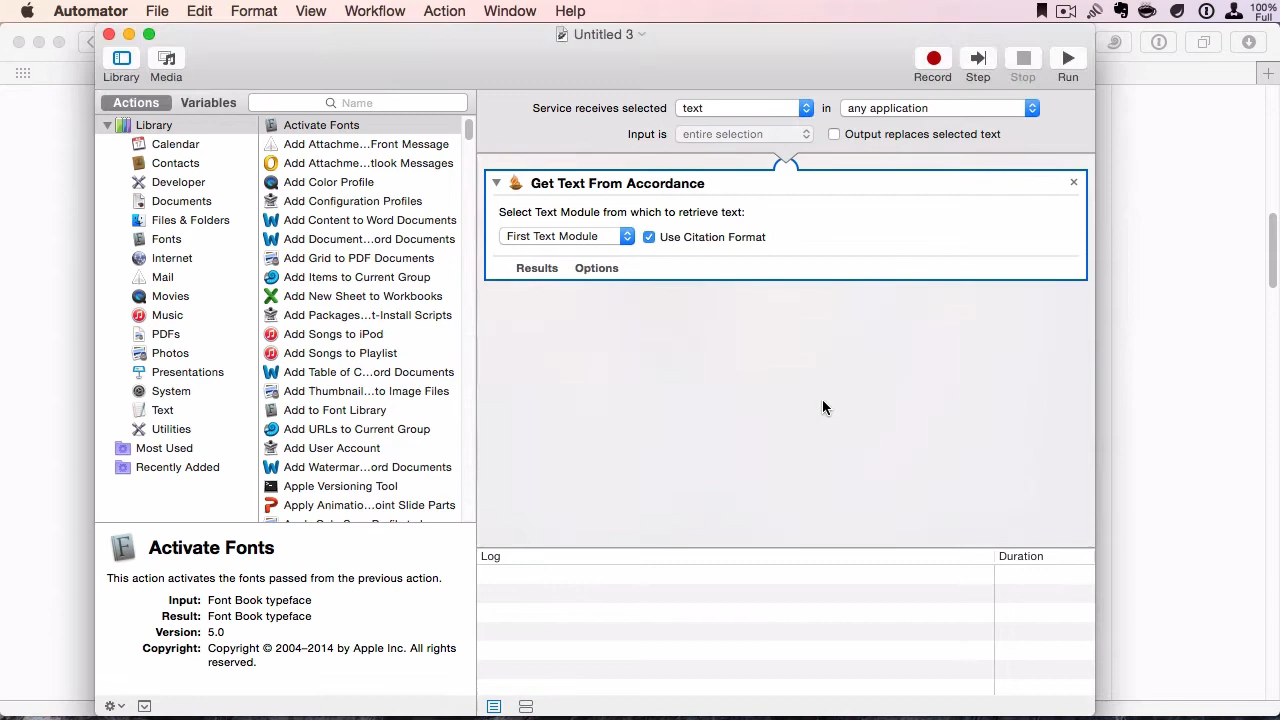 Automator File Edit Format View Workflow Action Window Help 100% Full
Untitled 3
Library Media Record Step Stop Run
Actions Variables Name
Service receives selected text in any application
Input is entire selection Output replaces selected text
Library
Calendar
Contacts
Developer
Documents
Files & Folders
Fonts
Internet
Mail
Movies
Music
PDFs
Photos
Presentations
System
Text
Utilities
Most Used
Recently Added
Activate Fonts
Add Attachme...Front Message
Add Attachme...tlook Messages
Add Color Profile
Add Configuration Profiles
Add Content to Word Documents
Add Document...ord Documents
Add Grid to PDF Documents
Add Items to Current Group
Add New Sheet to Workbooks
Add Packages...t-Install Scripts
Add Songs to iPod
Add Songs to Playlist
Add Table of C...ord Documents
Add Thumbnail...to Image Files
Add to Font Library
Add URLs to Current Group
Add User Account
Add Watermar...ord Documents
Apple Versioning Tool
Apply Animatio...oint Slide Parts
Get Text From Accordance
Select Text Module from which to retrieve text:
First Text Module Use Citation Format
Results Options
Activate Fonts
This action activates the fonts passed from the previous action.
Input: Font Book typeface
Result: Font Book typeface
Version: 5.0
Copyright: Copyright © 2004–2014 by Apple Inc. All rights
reserved.
Log Duration